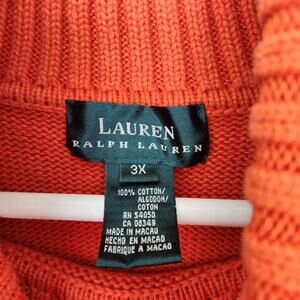 LAUREN
RALPH LAUREN
3X
100% COTTON/
ALGODON/
COTON
RN 54050
CA 08349
MADE IN MACAU
HECHO EN MACAO
FABRIQUE A MACAO